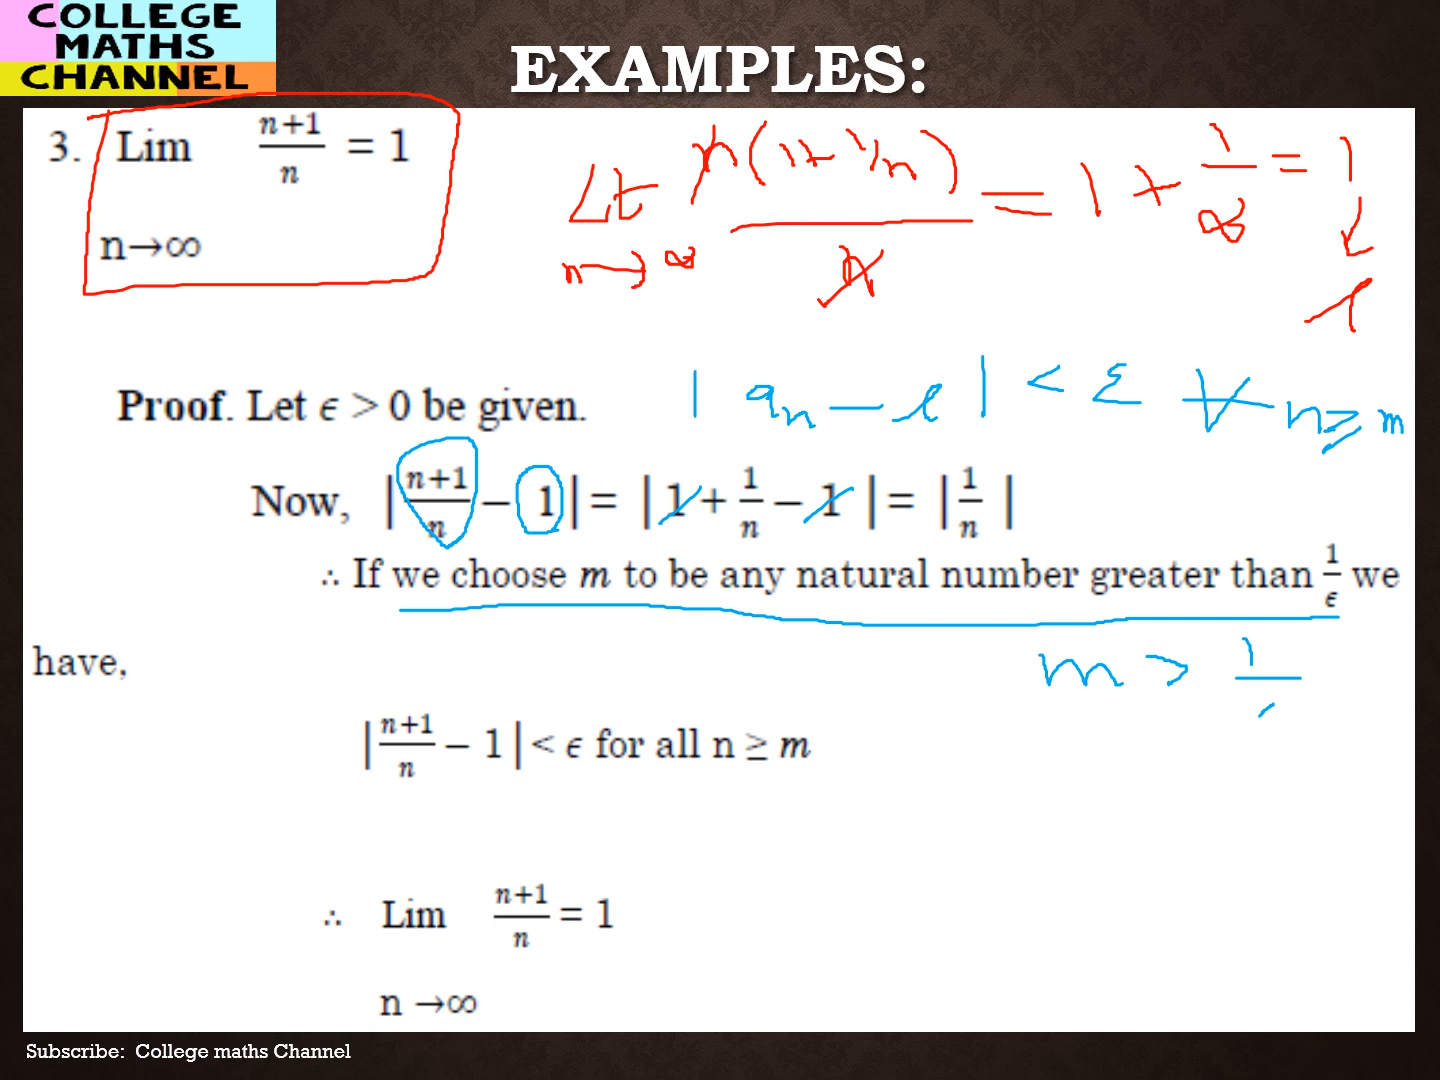 COLLEGE
MATHS
CHANNEL
EXAMPLES:
3. Lim n+1/n = 1
n→∞
Lt n(1+1/n)/n = 1 + 1/∞ = 1
n→∞
l
Proof. Let ϵ > 0 be given.
| aₙ − l | < ε ∀ n ≥ m
Now, |n+1/n − 1| = |1 + 1/n − 1| = |1/n|
∴ If we choose m to be any natural number greater than 1/ϵ we
have,
m > 1/
|n+1/n − 1| < ϵ for all n ≥ m
∴ Lim n+1/n = 1
n →∞
Subscribe: College maths Channel